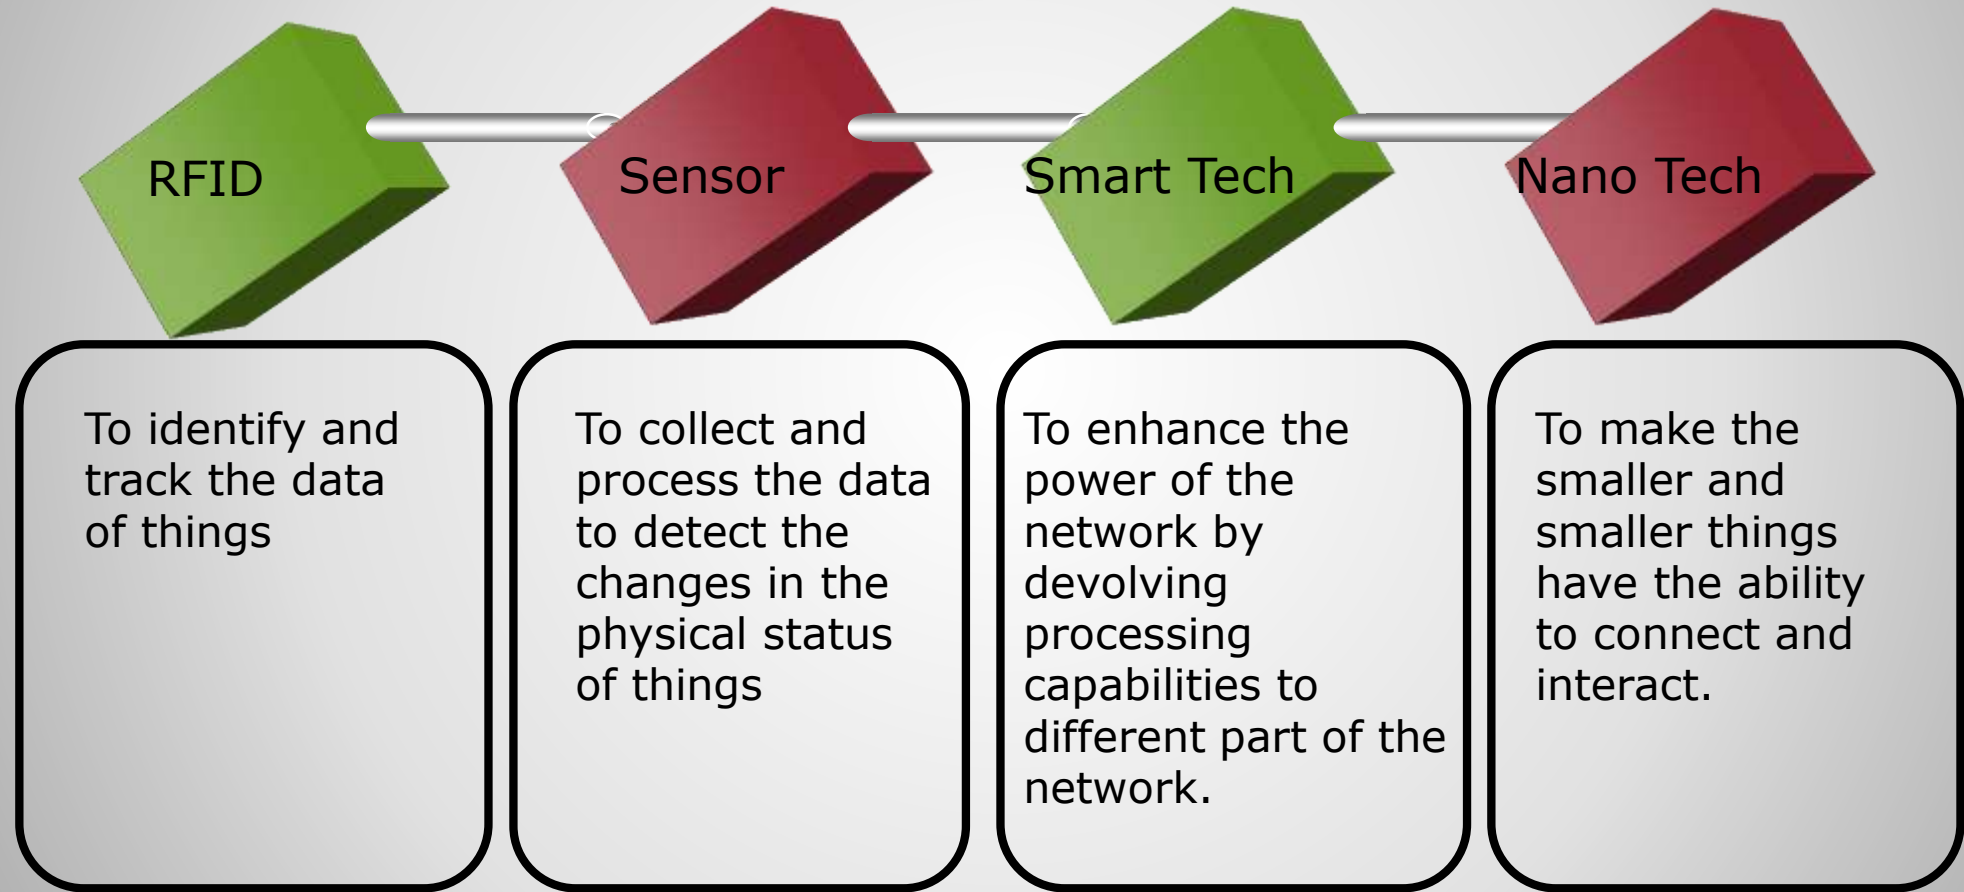 RFID
Sensor
Smart Tech
Nano Tech
To identify and
track the data
of things
To collect and
process the data
to detect the
changes in the
physical status
of things
To enhance the
power of the
network by
devolving
processing
capabilities to
different part of the
network.
To make the
smaller and
smaller things
have the ability
to connect and
interact.